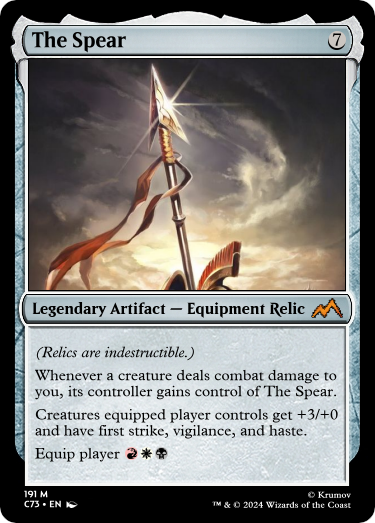 The Spear 7
Legendary Artifact — Equipment Relic
(Relics are indestructible.)
Whenever a creature deals combat damage to
you, its controller gains control of The Spear.
Creatures equipped player controls get +3/+0
and have first strike, vigilance, and haste.
Equip player
191 M © Krumov
C73 • EN ™ & © 2024 Wizards of the Coast